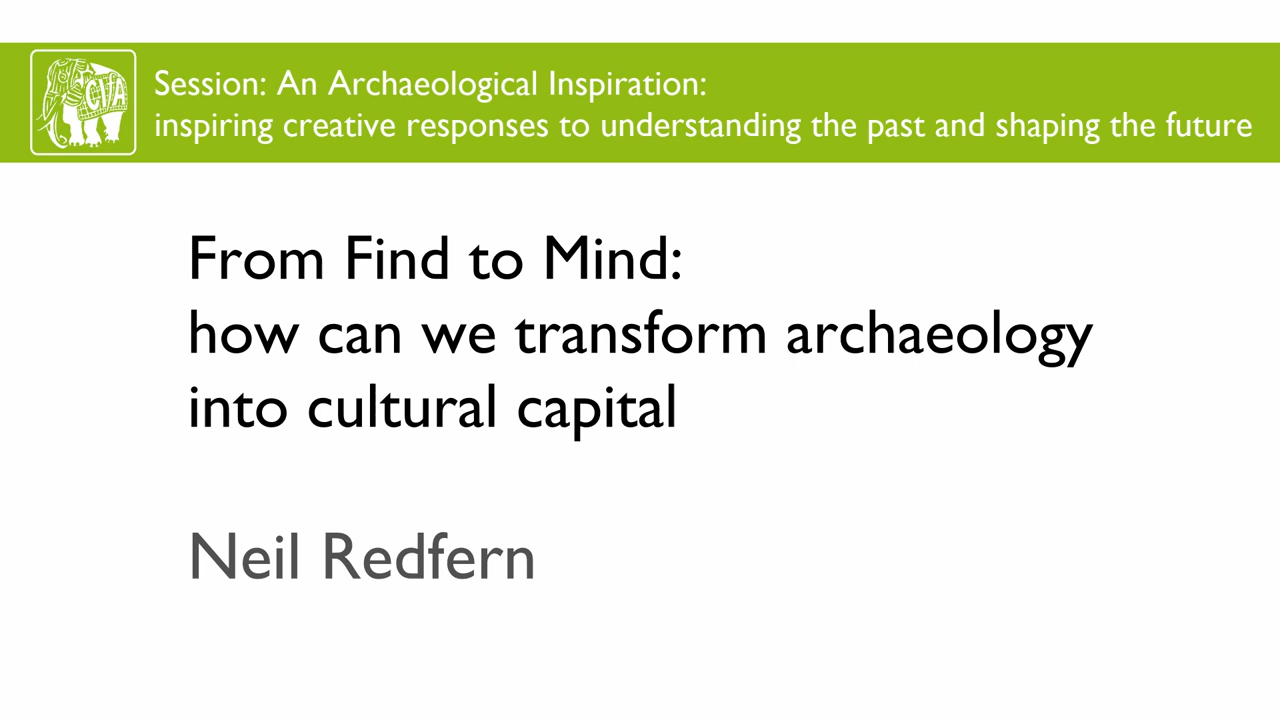 CVA
Session: An Archaeological Inspiration:
inspiring creative responses to understanding the past and shaping the future
From Find to Mind:
how can we transform archaeology
into cultural capital
Neil Redfern